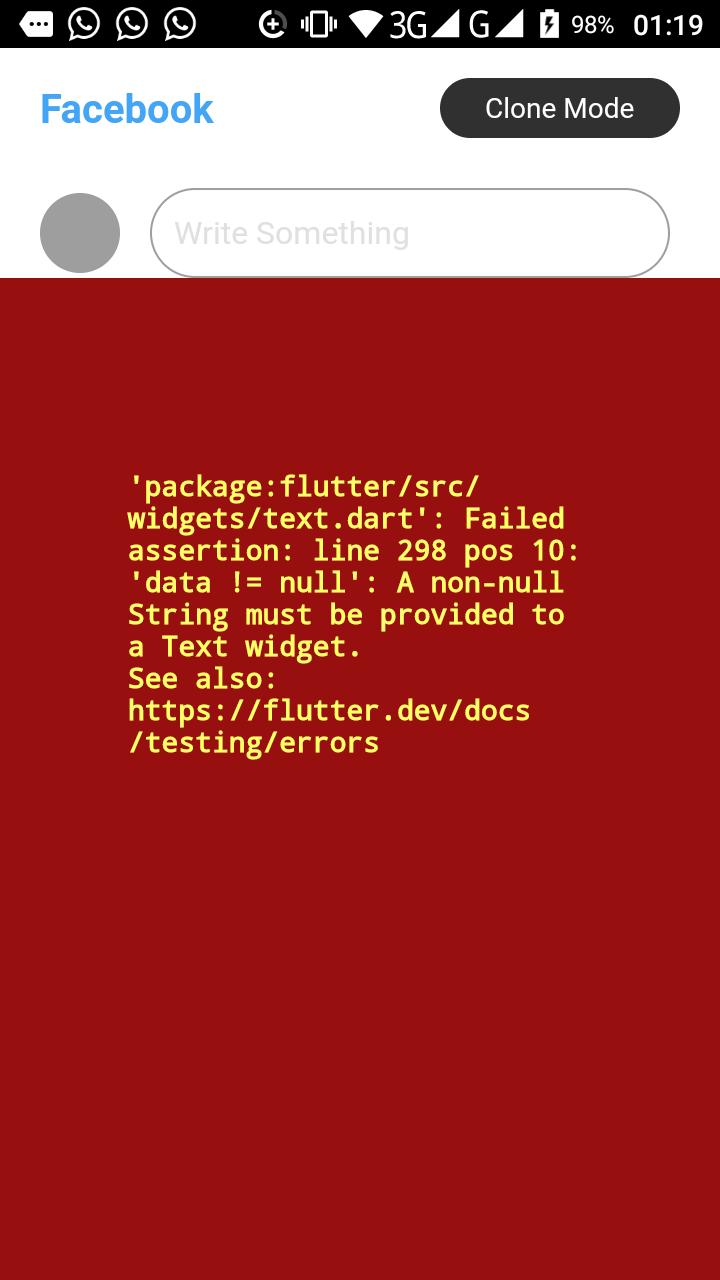 3G G 98% 01:19
Facebook Clone Mode
Write Something
'package:flutter/src/
widgets/text.dart': Failed
assertion: line 298 pos 10:
'data != null': A non-null
String must be provided to
a Text widget.
See also:
https://flutter.dev/docs
/testing/errors